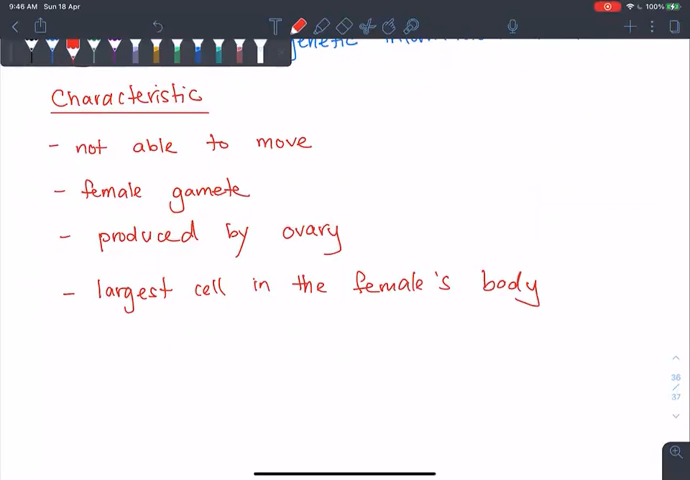 9:46 AM Sun 18 Apr
100%
genetic
Characteristic
- not able to move
- female gamete
- produced by ovary
- largest cell in the female's body
36
/
37